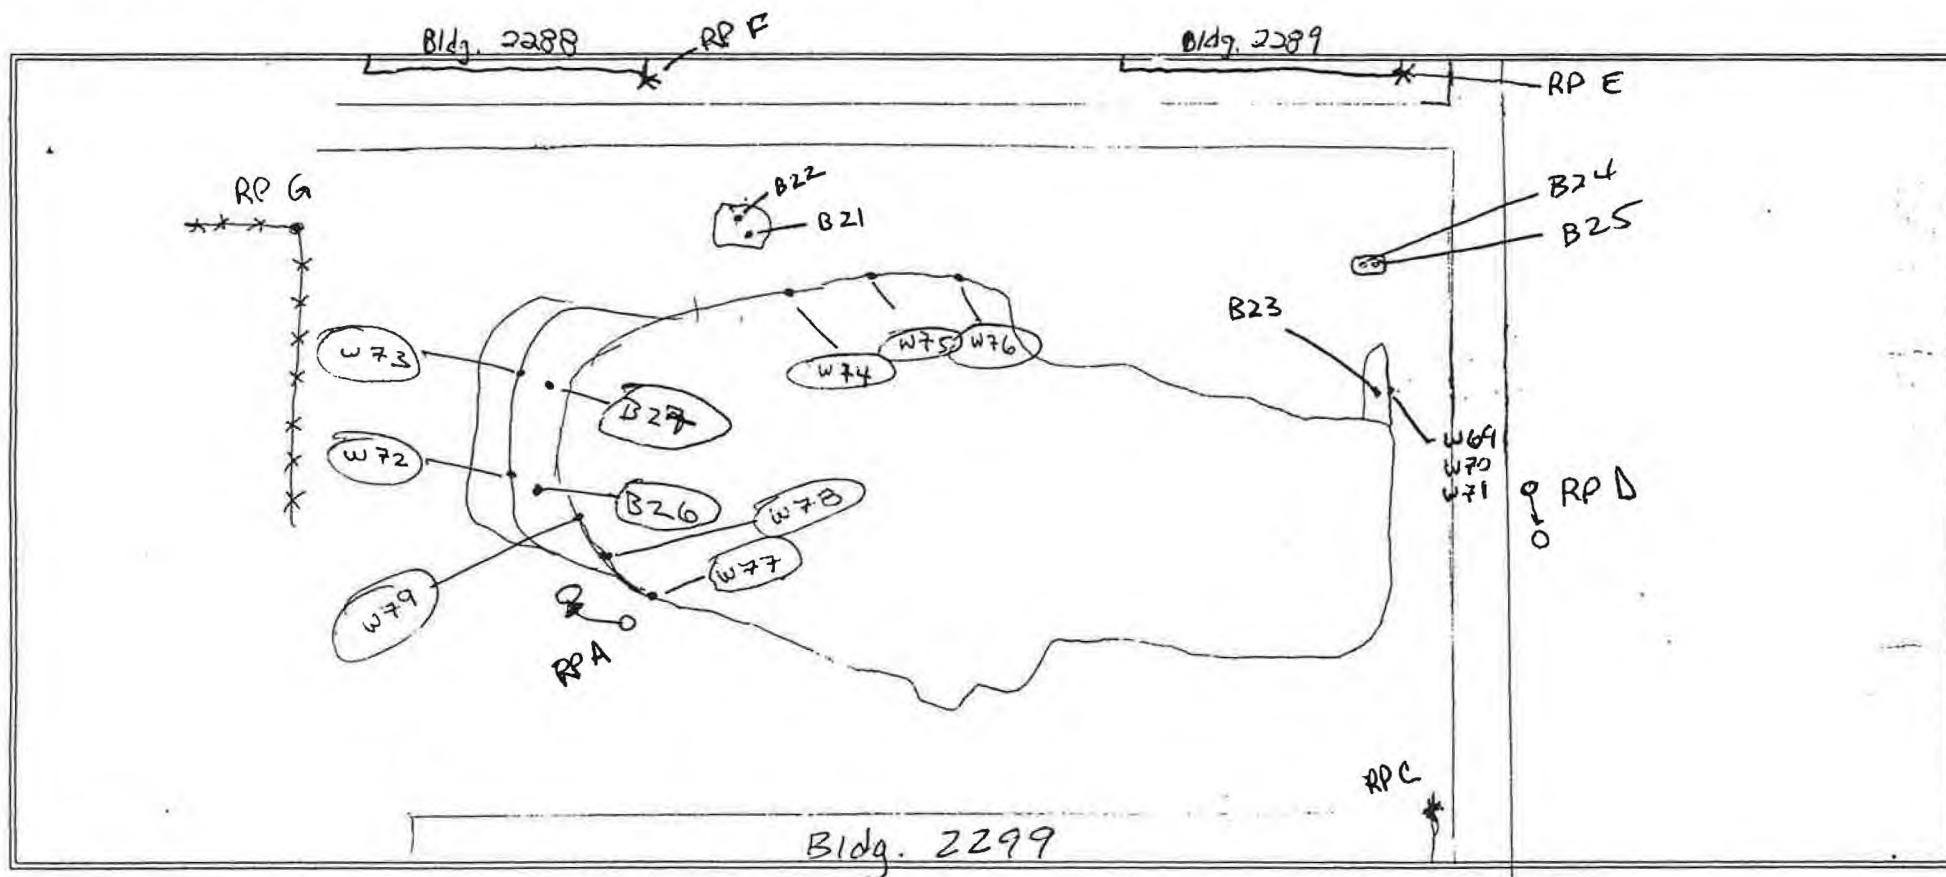 Bldg. 2288
RP F
Bldg. 2289
RP E
RP G
B22
B21
B24
B25
B23
W73
W74
W75
W76
B27
W72
B26
W78
W77
W79
W69
W70
W71
RP D
RP A
RP C
Bldg. 2299